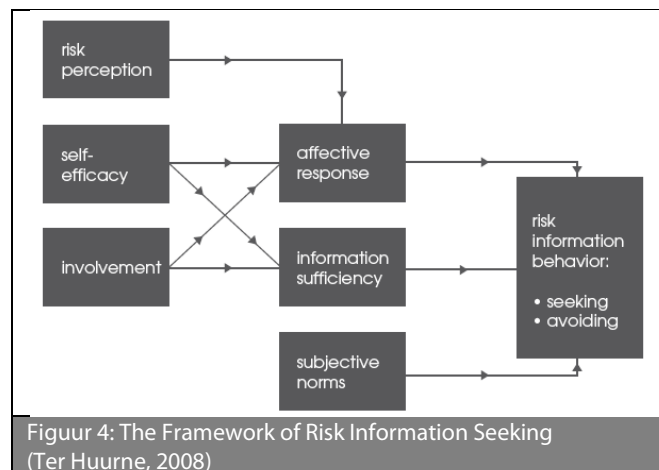 risk
perception
self-
efficacy
involvement
affective
response
information
sufficiency
subjective
norms
risk
information
behavior:
• seeking
• avoiding
Figuur 4: The Framework of Risk Information Seeking
(Ter Huurne, 2008)